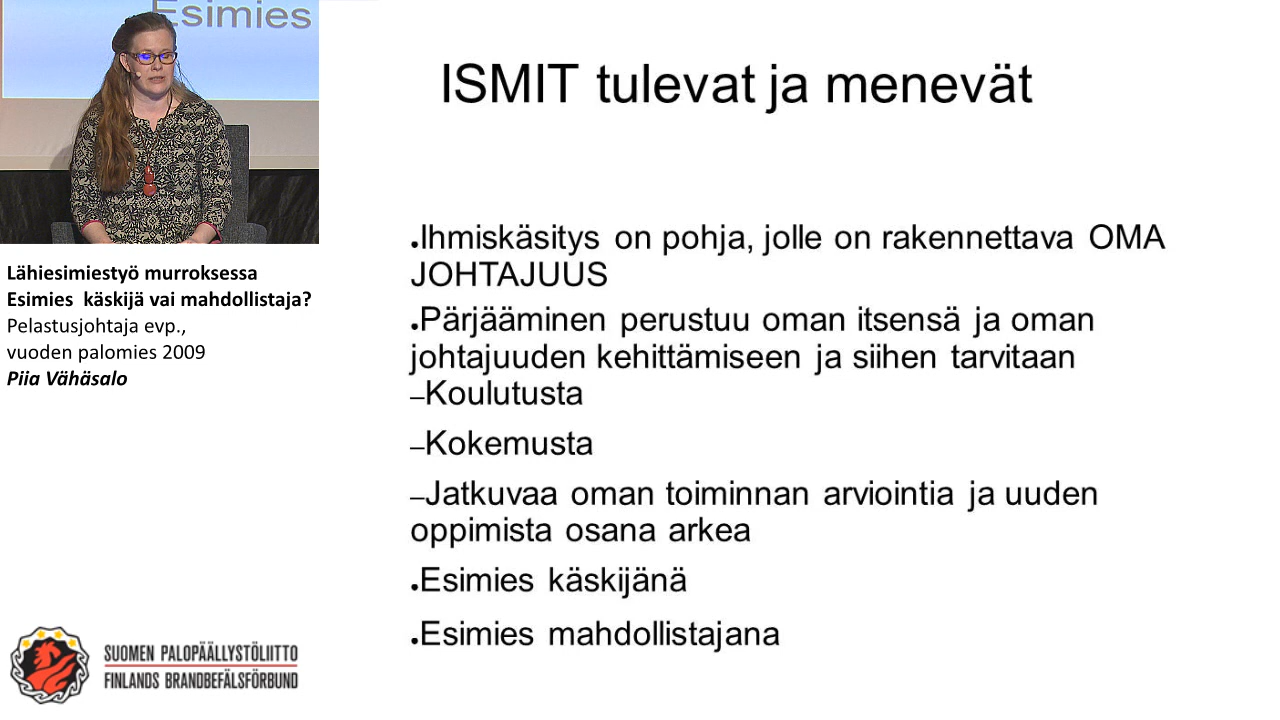 Esimies
ISMIT tulevat ja menevät
●Ihmiskäsitys on pohja, jolle on rakennettava OMA
JOHTAJUUS
●Pärjääminen perustuu oman itsensä ja oman
johtajuuden kehittämiseen ja siihen tarvitaan
–Koulutusta
–Kokemusta
–Jatkuvaa oman toiminnan arviointia ja uuden
oppimista osana arkea
●Esimies käskijänä
●Esimies mahdollistajana
Lähiesimiestyö murroksessa
Esimies käskijä vai mahdollistaja?
Pelastusjohtaja evp.,
vuoden palomies 2009
Piia Vähäsalo
SUOMEN PALOPÄÄLLYSTÖLIITTO
FINLANDS BRANDBEFÄLSFÖRBUND